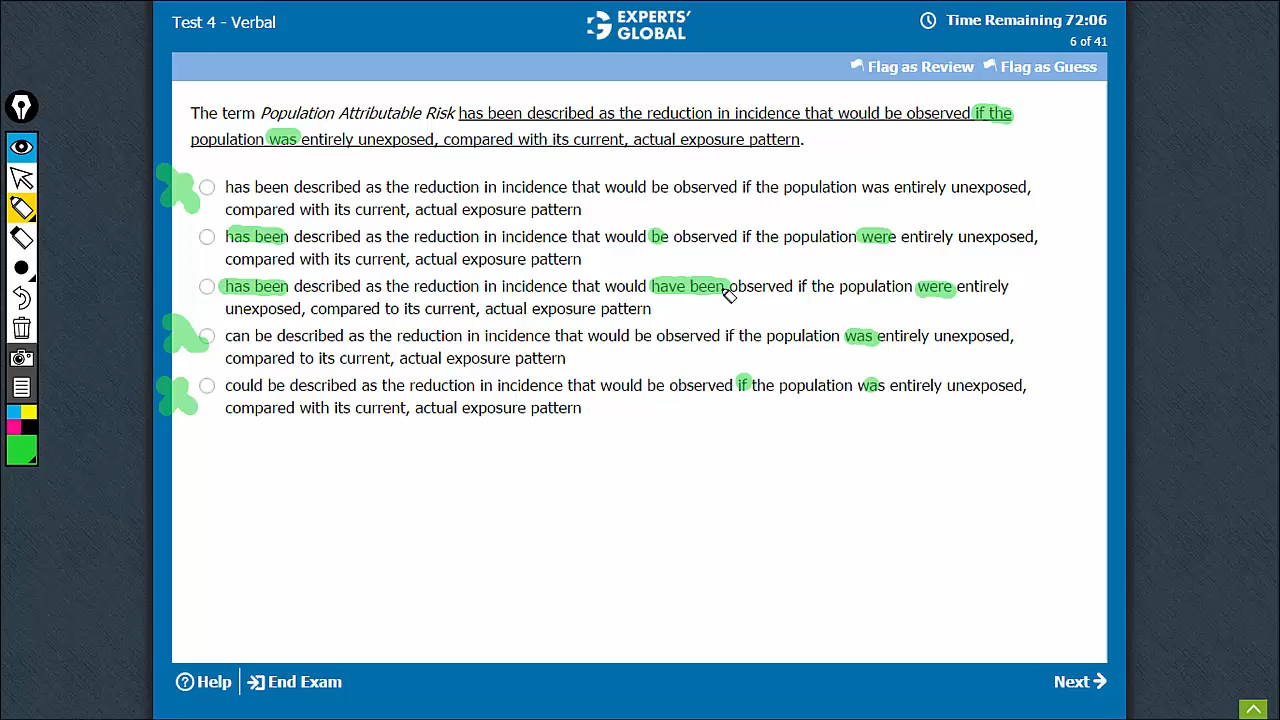 Test 4 - Verbal
EXPERTS'
GLOBAL
Time Remaining 72:06
6 of 41
Flag as Review
Flag as Guess
The term Population Attributable Risk has been described as the reduction in incidence that would be observed if the
population was entirely unexposed, compared with its current, actual exposure pattern.
has been described as the reduction in incidence that would be observed if the population was entirely unexposed,
compared with its current, actual exposure pattern
has been described as the reduction in incidence that would be observed if the population were entirely unexposed,
compared with its current, actual exposure pattern
has been described as the reduction in incidence that would have been observed if the population were entirely
unexposed, compared to its current, actual exposure pattern
can be described as the reduction in incidence that would be observed if the population was entirely unexposed,
compared to its current, actual exposure pattern
could be described as the reduction in incidence that would be observed if the population was entirely unexposed,
compared with its current, actual exposure pattern
Help
End Exam
Next